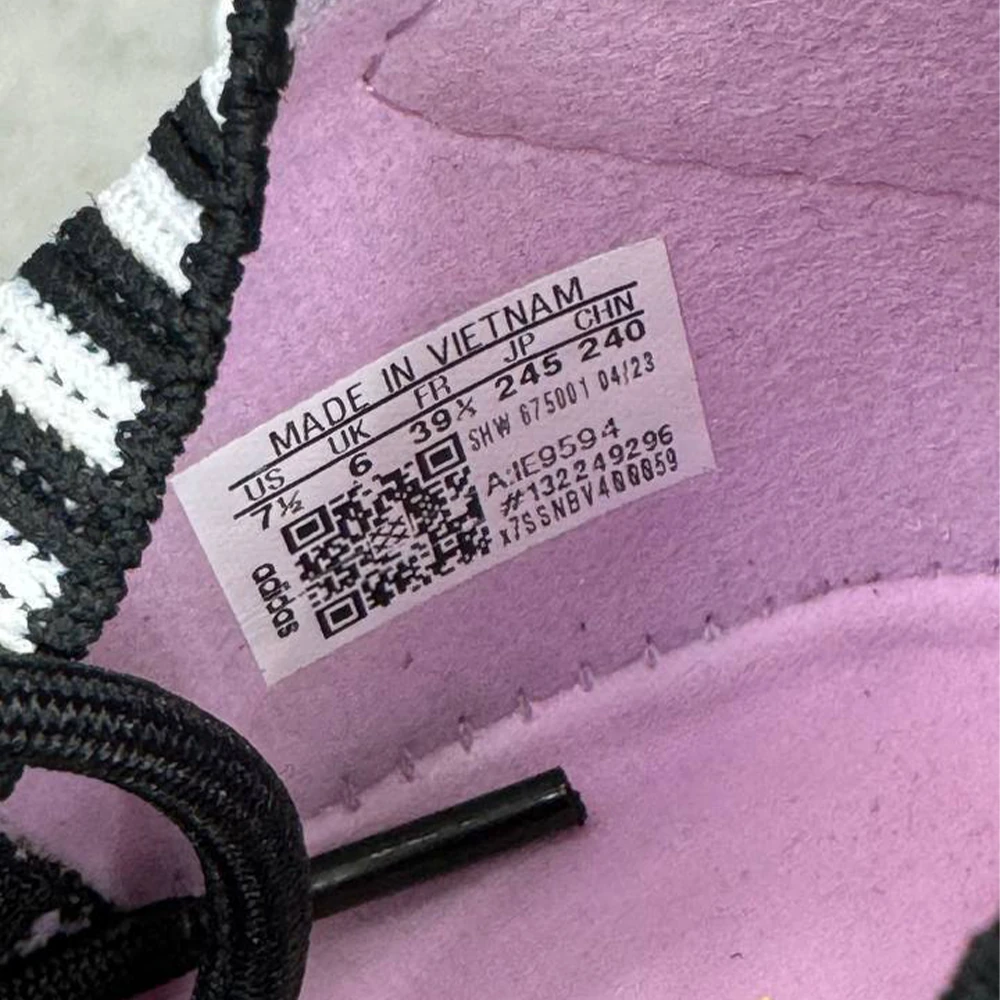 MADE IN VIETNAM
US UK FR JP CHN
7½ 6 39⅓ 245 240
SHW 675001 04/23
A:IE9594
#132249296
x7SSNBV400059
adidas